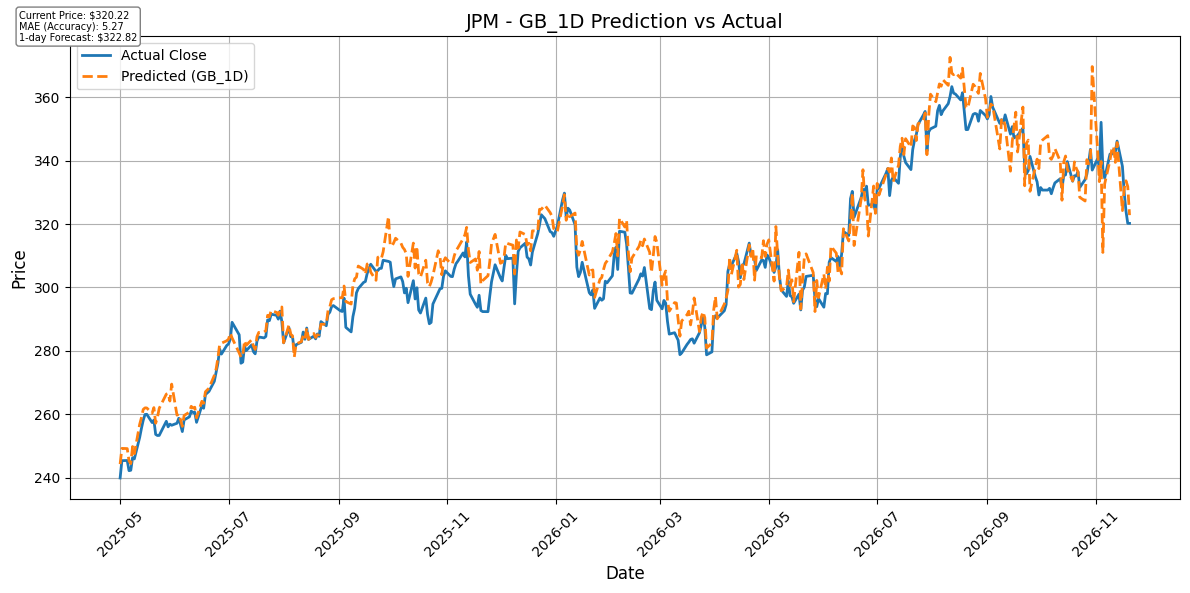 JPM - GB_1D Prediction vs Actual
Current Price: $320.22
MAE (Accuracy): 5.27
1-day Forecast: $322.82
Actual Close
Predicted (GB_1D)
Price
360
340
320
300
280
260
240
2025-05
2025-07
2025-09
2025-11
2026-01
2026-03
2026-05
2026-07
2026-09
2026-11
Date